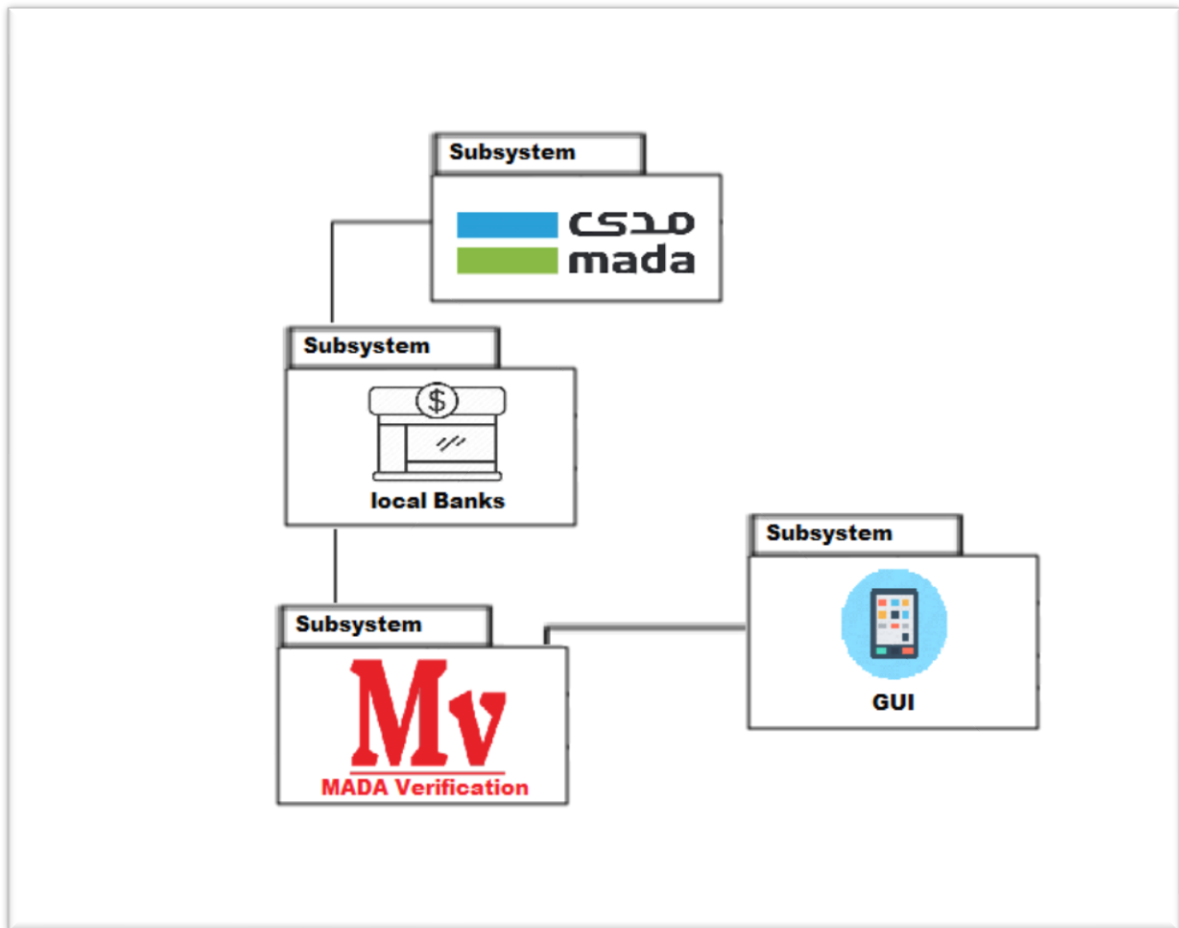 Subsystem
مدى
mada
Subsystem
$
local Banks
Subsystem
GUI
Subsystem
Mv
MADA Verification